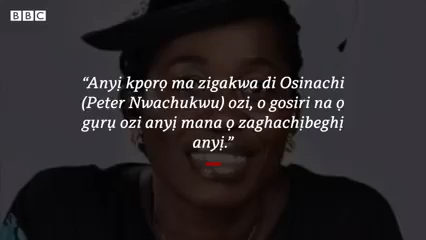 BBC
“Anyị kpọrọ ma zigakwa di Osinachi
(Peter Nwachukwu) ozi, o gosiri na ọ
gụrụ ozi anyị mana ọ zaghachịbeghị
anyị.”